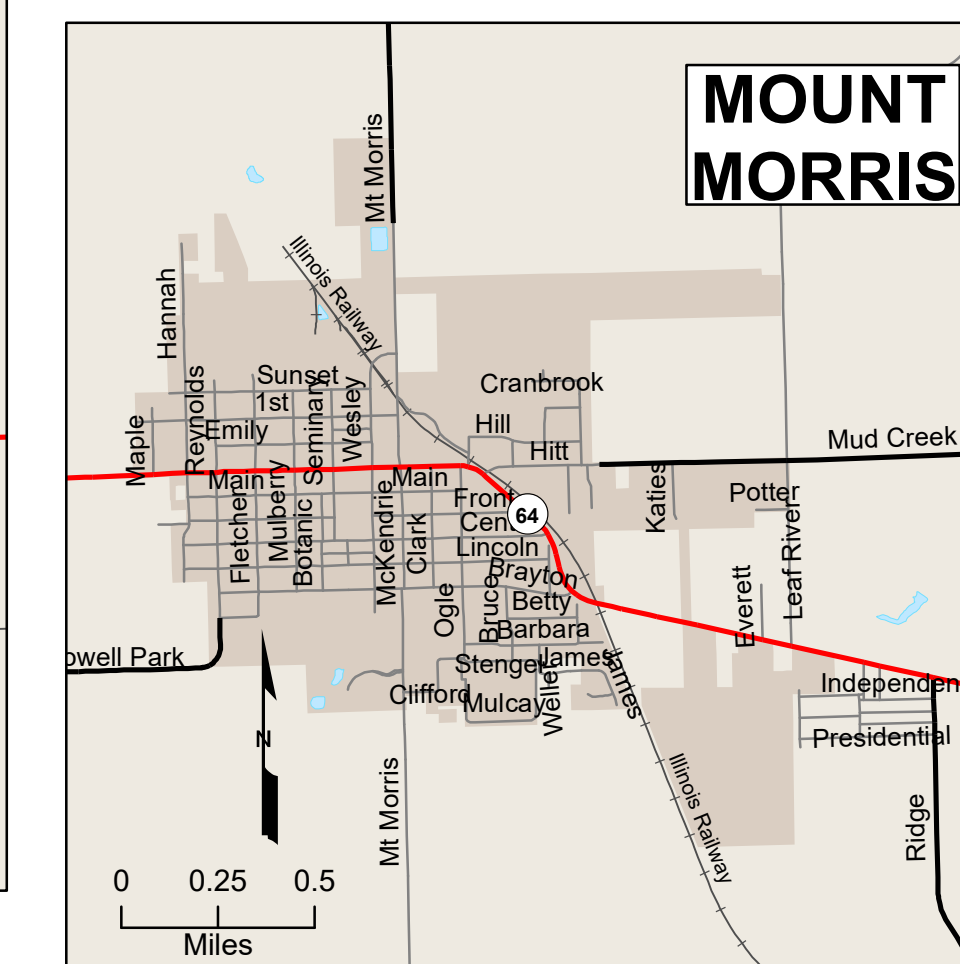 MOUNT
MORRIS
Mt Morris
Illinois Railway
Hannah
Sunset
Cranbrook
1st
Reynolds
Seminary
Wesley
Emily
Hill
Maple
Hitt
Mud Creek
Main
Main
Katies
Potter
Fletcher
Mulberry
Botanic
McKendrie
Clark
Front
64
Cent
Lincoln
Leaf River
Brayton
Everett
Ogle
Bruce
Betty
Barbara
owell Park
Stengel
James
James
Clifford
Mulcay
Weller
Independen
N
Presidential
Mt Morris
Illinois Railway
Ridge
0 0.25 0.5
Miles